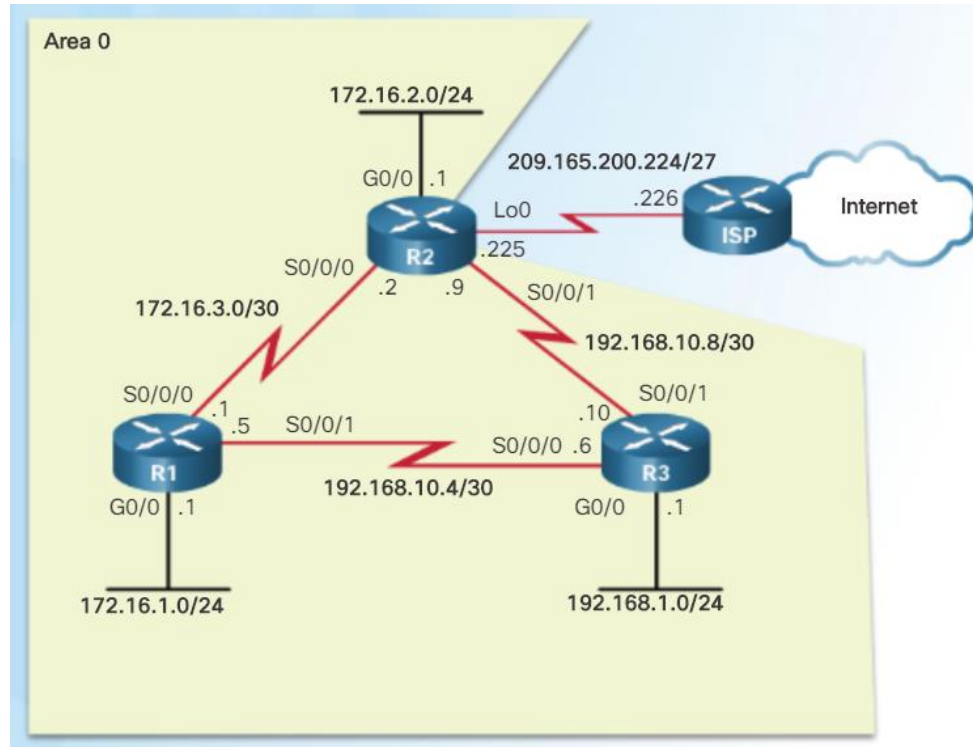 Area 0
172.16.2.0/24
209.165.200.224/27
G0/0 .1
.226
Internet
Lo0
ISP
R2
.225
S0/0/0
.2 .9
S0/0/1
172.16.3.0/30
192.168.10.8/30
S0/0/0
.1
S0/0/1
.10
.5
S0/0/1
S0/0/0 .6
R1
R3
192.168.10.4/30
G0/0 .1
G0/0 .1
172.16.1.0/24
192.168.1.0/24